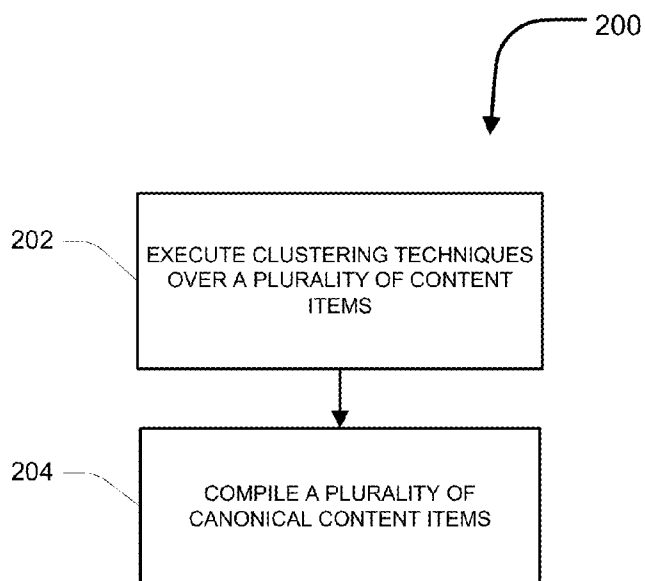 200
202
EXECUTE CLUSTERING TECHNIQUES
OVER A PLURALITY OF CONTENT
ITEMS
204
COMPILE A PLURALITY OF
CANONICAL CONTENT ITEMS